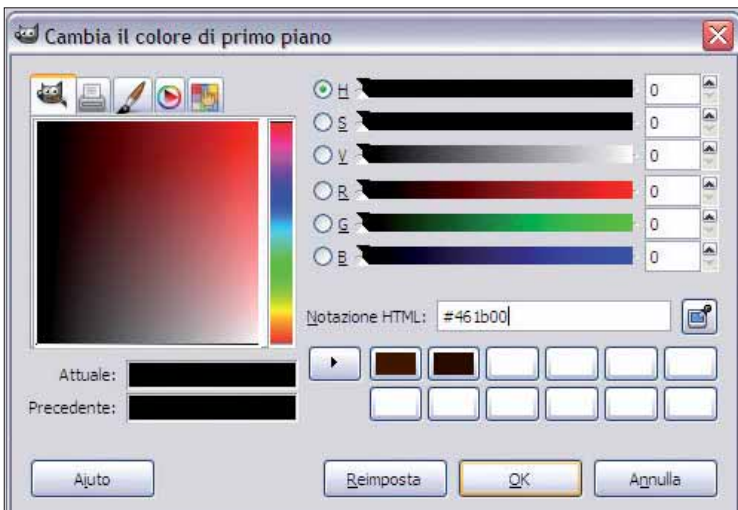 Cambia il colore di primo piano
H 0
S 0
V 0
R 0
G 0
B 0
Notazione HTML: #461b00
Attuale:
Precedente:
Aiuto
Reimposta
OK
Annulla